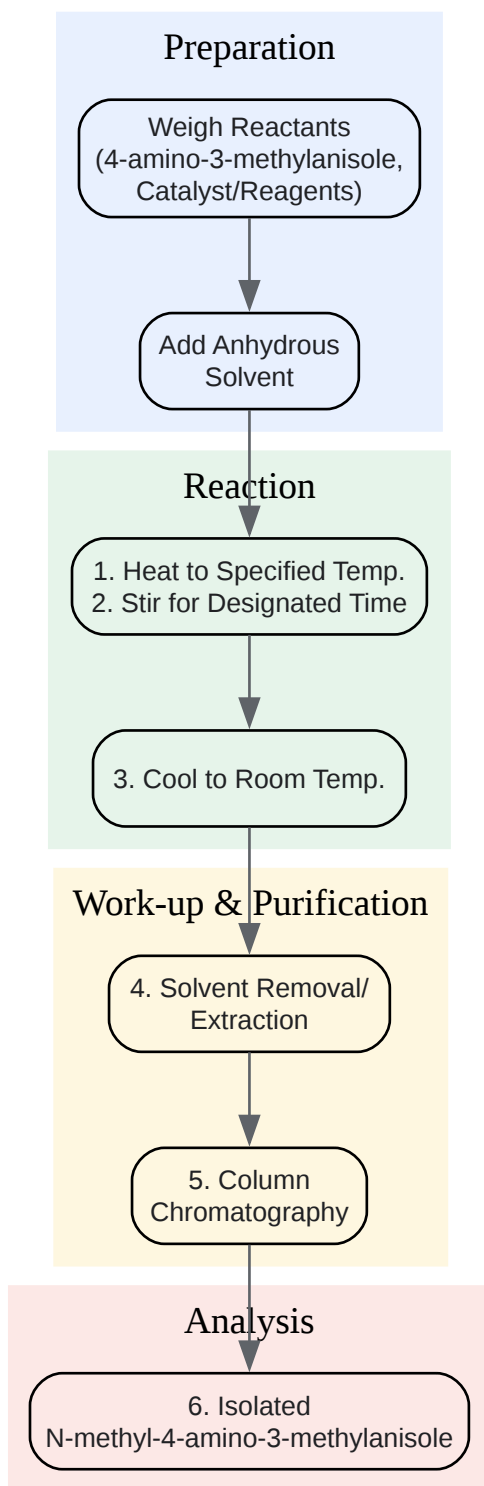 Preparation
Weigh Reactants
(4-amino-3-methylanisole,
Catalyst/Reagents)
Add Anhydrous
Solvent
Reaction
1. Heat to Specified Temp.
2. Stir for Designated Time
3. Cool to Room Temp.
Work-up & Purification
4. Solvent Removal/
Extraction
5. Column
Chromatography
Analysis
6. Isolated
N-methyl-4-amino-3-methylanisole